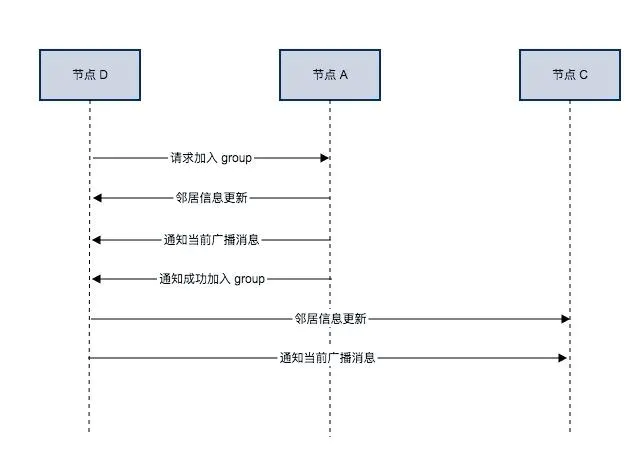 节点 D
节点 A
节点 C
请求加入 group
邻居信息更新
通知当前广播消息
通知成功加入 group
邻居信息更新
通知当前广播消息